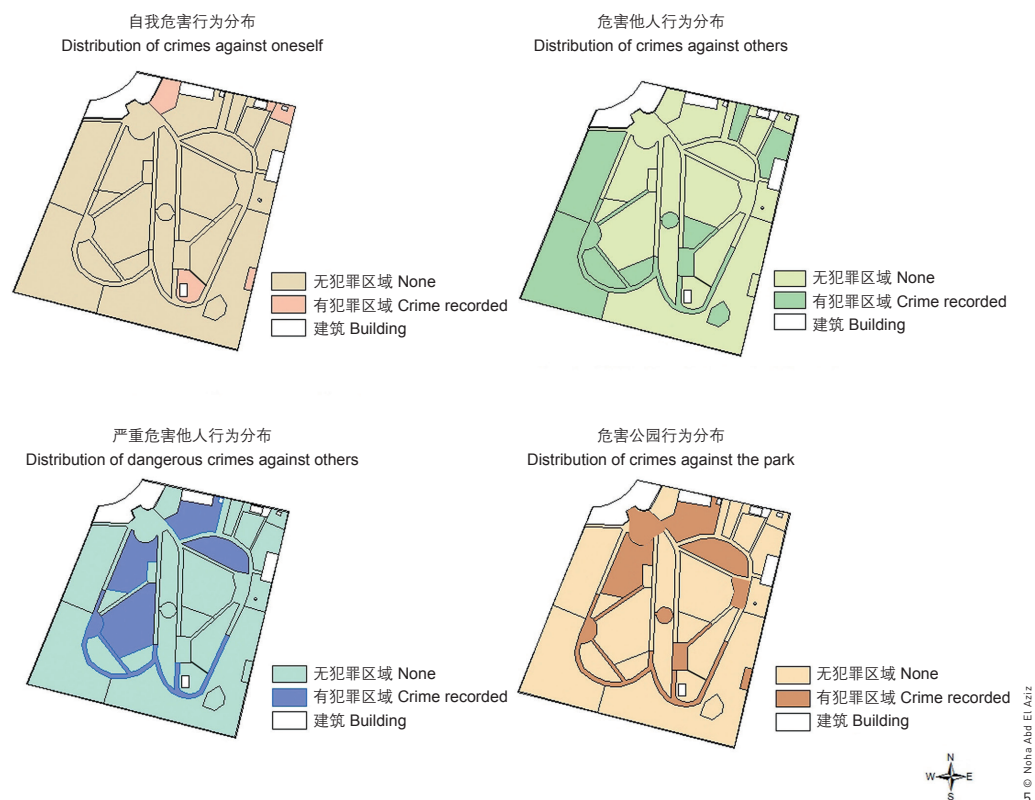 自我危害行为分布
Distribution of crimes against oneself
无犯罪区域 None
有犯罪区域 Crime recorded
建筑 Building
危害他人行为分布
Distribution of crimes against others
无犯罪区域 None
有犯罪区域 Crime recorded
建筑 Building
严重危害他人行为分布
Distribution of dangerous crimes against others
无犯罪区域 None
有犯罪区域 Crime recorded
建筑 Building
危害公园行为分布
Distribution of crimes against the park
无犯罪区域 None
有犯罪区域 Crime recorded
建筑 Building
N
W E
S
© Noha Abd El Aziz
5